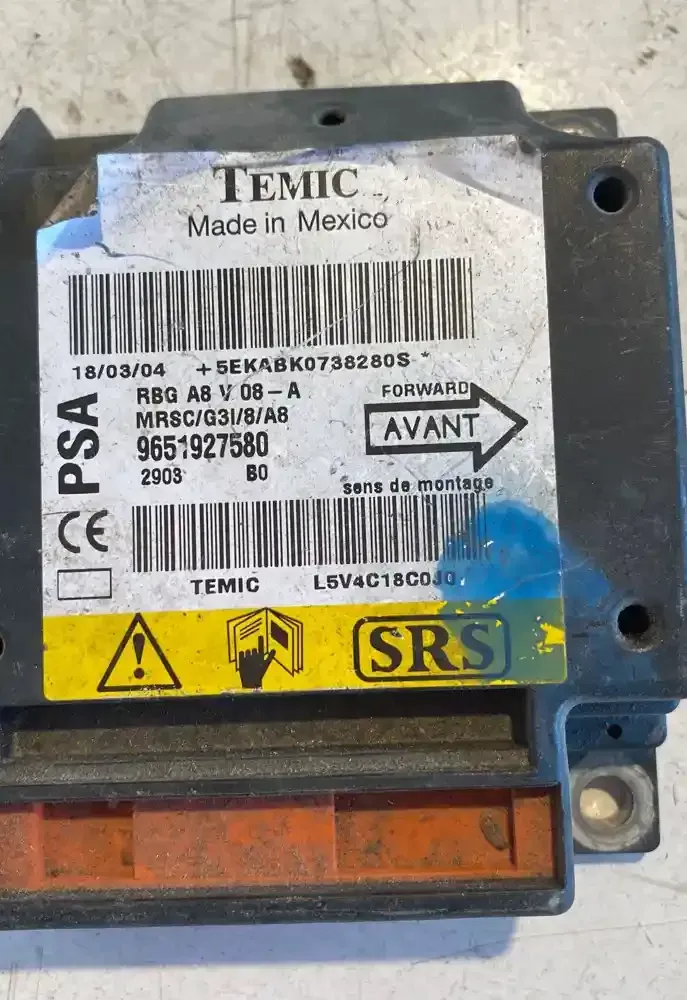 TEMIC
Made in Mexico
18/03/04 +5EKABK0738280S *
RBG A8 V 08-A
MRSC/G3I/8/A8
9651927580
2903 B0
PSA
FORWARD
AVANT
sens de montage
CE
TEMIC L5V4C18C0J0
SRS